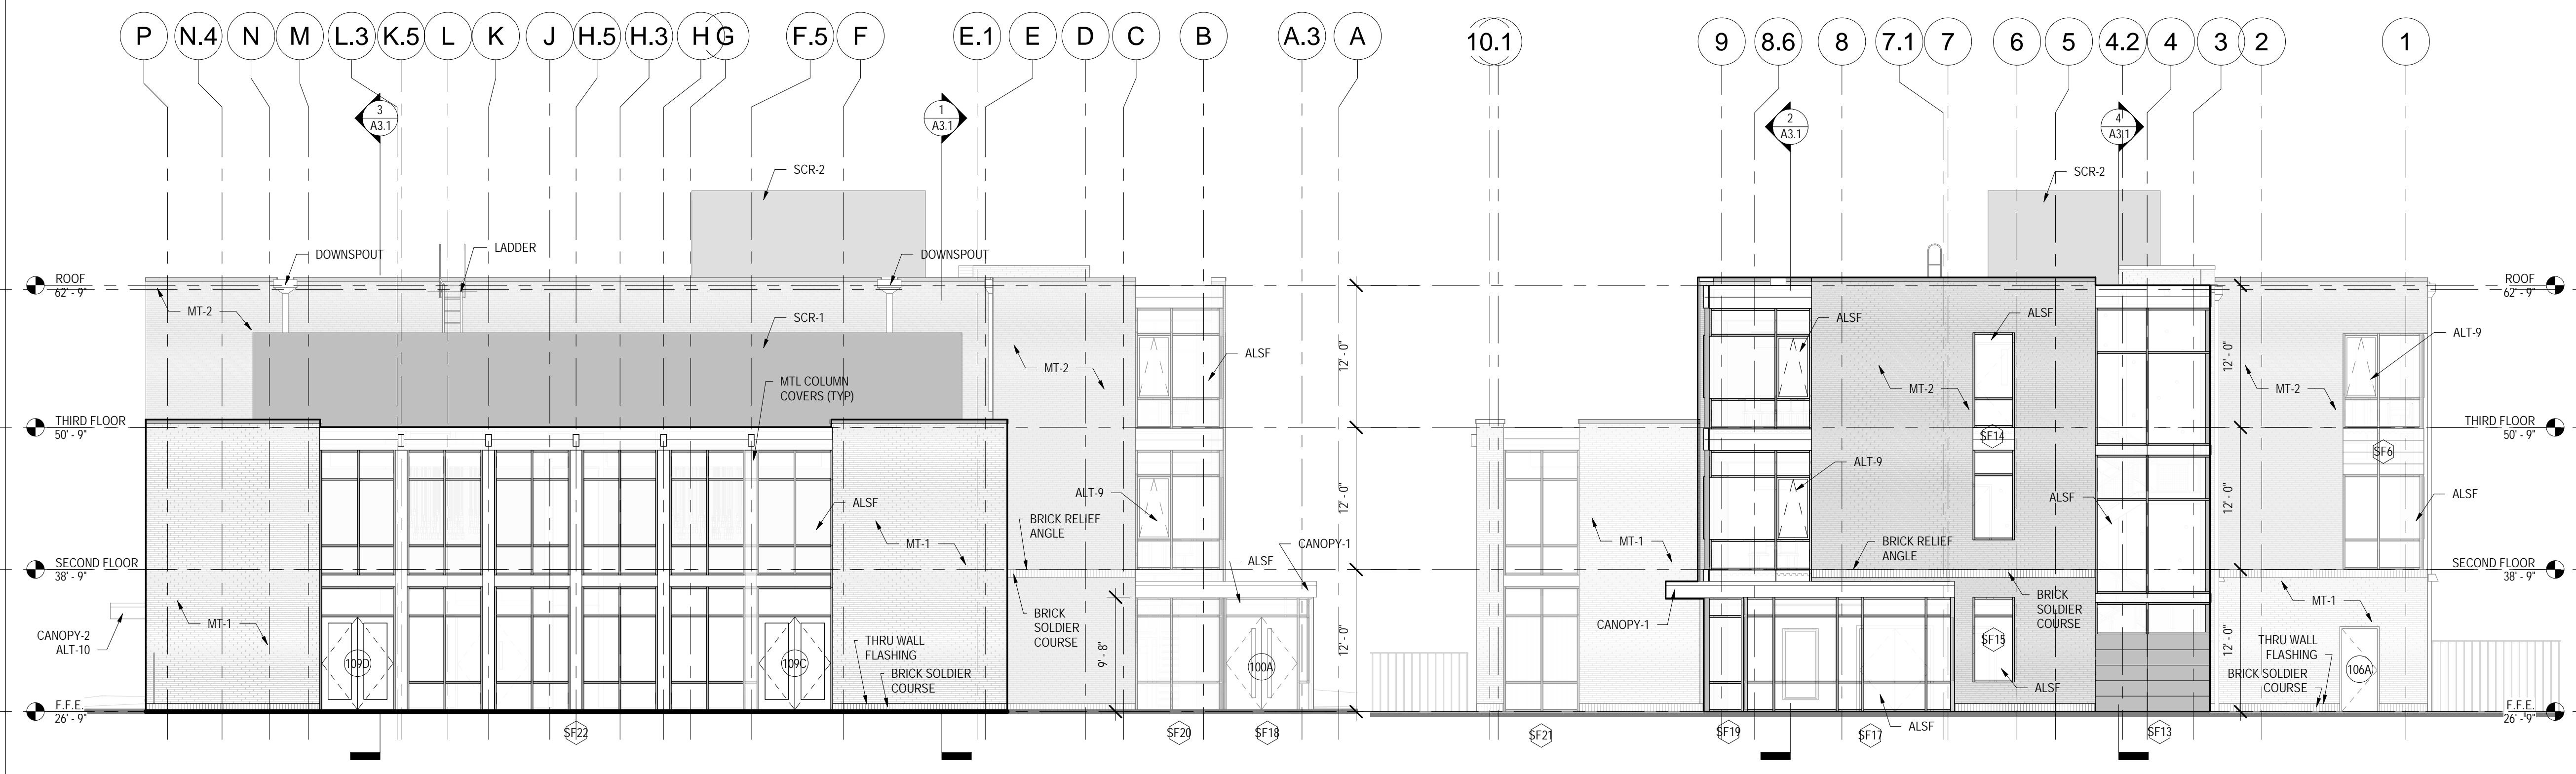 P N.4 N M L.3 K.5 L K J H.5 H.3 H G F.5 F E.1 E D C B A.3 A
3
A3.1
1
A3.1
SCR-2
DOWNSPOUT
LADDER
DOWNSPOUT
ROOF
62' - 9"
MT-2
SCR-1
MT-2
ALSF
12' - 0"
MTL COLUMN
COVERS (TYP)
THIRD FLOOR
50' - 9"
ALSF
ALT-9
12' - 0"
MT-1
BRICK RELIEF
ANGLE
CANOPY-1
ALSF
SECOND FLOOR
38' - 9"
MT-1
CANOPY-2
ALT-10
BRICK
SOLDIER
COURSE
THRU WALL
FLASHING
BRICK SOLDIER
COURSE
9' - 8"
12' - 0"
109D
109C
100A
F.F.E.
26' - 9"
SF22
SF20
SF18
10.1 9 8.6 8 7.1 7 6 5 4.2 4 3 2 1
2
A3.1
4
A3.1
SCR-2
ROOF
62' - 9"
ALSF
ALSF
ALT-9
12' - 0"
MT-2
MT-2
THIRD FLOOR
50' - 9"
SF14
SF6
ALT-9
ALSF
ALSF
12' - 0"
MT-1
BRICK RELIEF
ANGLE
SECOND FLOOR
38' - 9"
BRICK
SOLDIER
COURSE
MT-1
CANOPY-1
SF15
THRU WALL
FLASHING
BRICK SOLDIER
COURSE
12' - 0"
106A
ALSF
F.F.E.
26' - 9"
ALSF
SF21
SF19
SF17
SF13